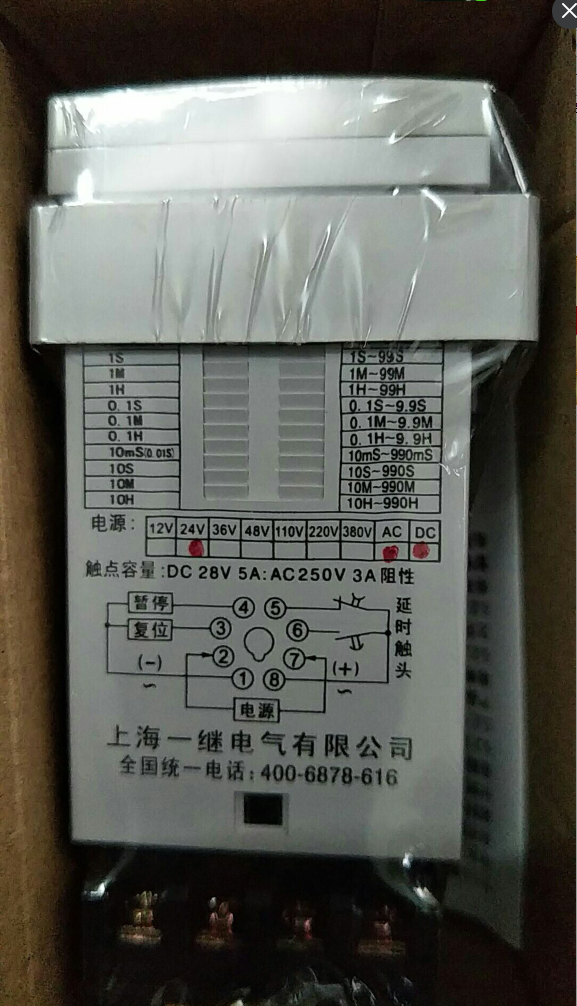 1S 1S~99S
1M 1M~99M
1H 1H~99H
0.1S 0.1S~9.9S
0.1M 0.1M~9.9M
0.1H 0.1H~9.9H
10mS(0.01S) 10mS~990mS
10S 10S~990S
10M 10M~990M
10H 10H~990H
电源: 12V 24V 36V 48V 110V 220V 380V AC DC
触点容量:DC 28V 5A:AC250V 3A阻性
暂停 ④ ⑤ 延时触头
复位 ③ ⑥
(-) ② ⑦ (+)
~ ① ⑧ ~
电源
上海一继电气有限公司
全国统一电话:400-6878-616